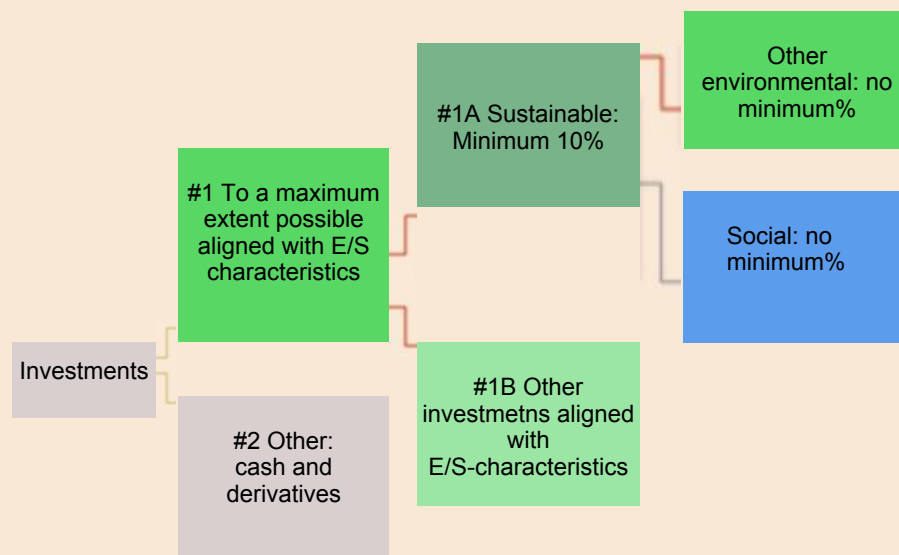 Investments
#1 To a maximum
extent possible
aligned with E/S
characteristics
#2 Other:
cash and
derivatives
#1A Sustainable:
Minimum 10%
#1B Other
investmetns aligned
with
E/S-characteristics
Other
environmental: no
minimum%
Social: no
minimum%